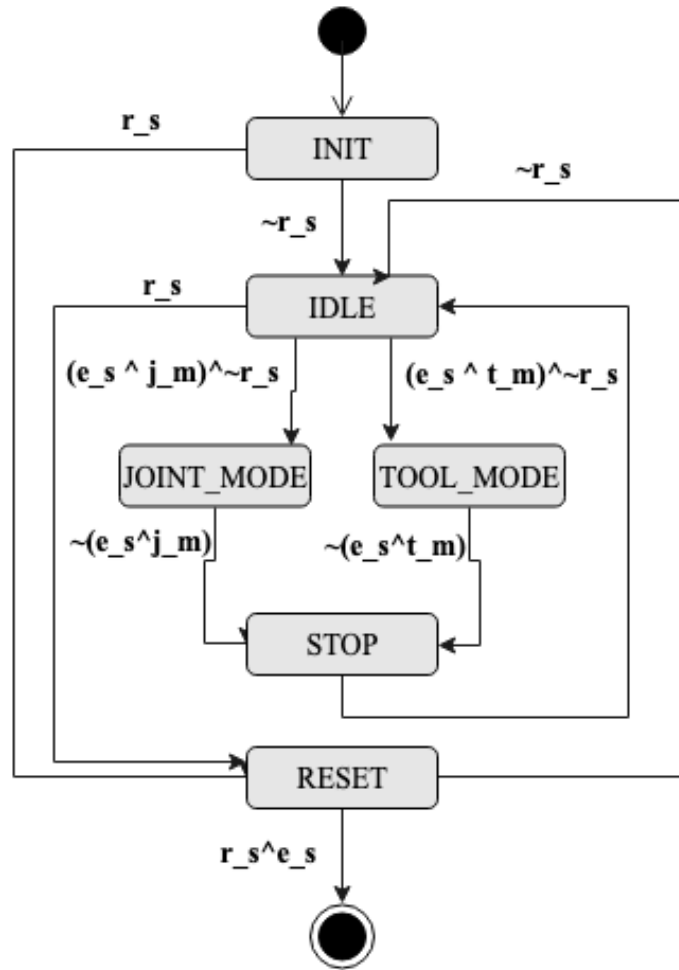 r_s
INIT
~r_s
~r_s
r_s
IDLE
(e_s ^ j_m)^~r_s
(e_s ^ t_m)^~r_s
JOINT_MODE
TOOL_MODE
~(e_s^j_m)
~(e_s^t_m)
STOP
RESET
r_s^e_s